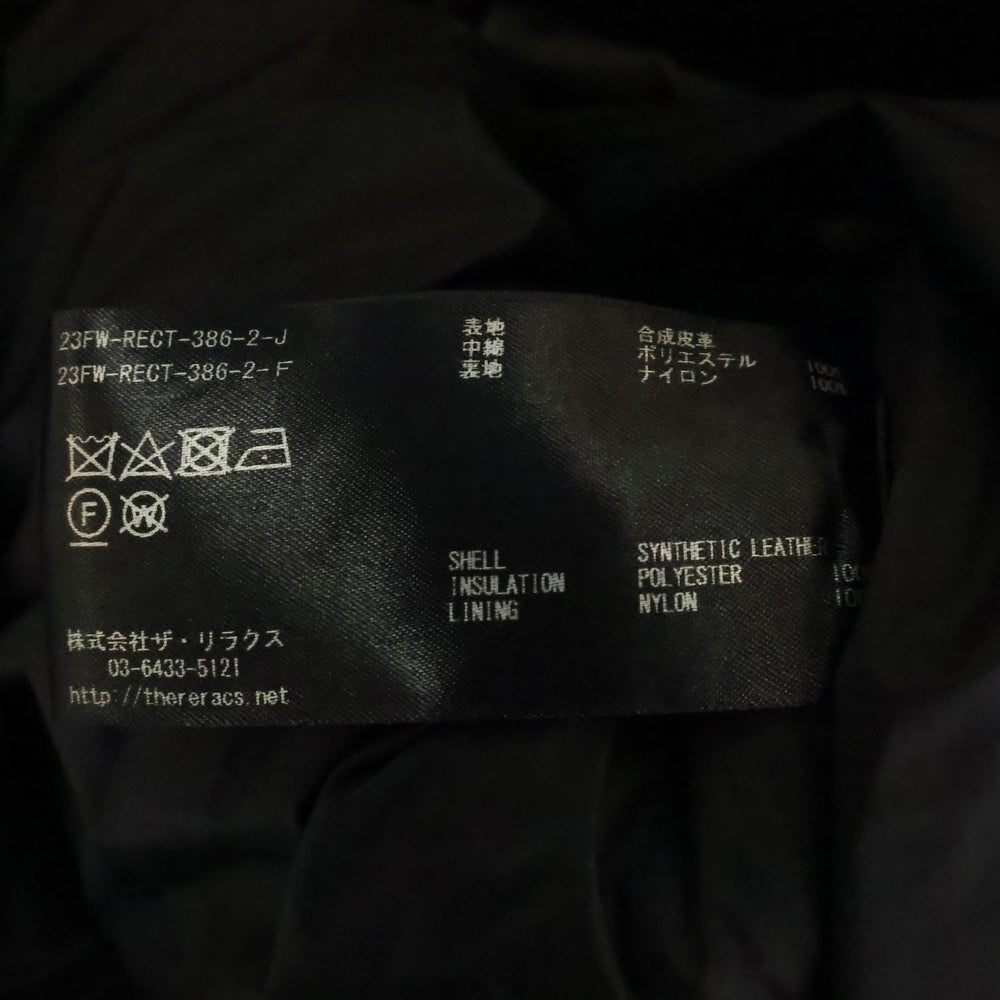 23FW-RECT-386-2-J
23FW-RECT-386-2-F
表地 合成皮革
中綿 ポリエステル 100%
裏地 ナイロン 100%
F
W
SHELL SYNTHETIC LEATHER
INSULATION POLYESTER
LINING NYLON
株式会社ザ・リラクス
03-6433-5121
http://thereracs.net